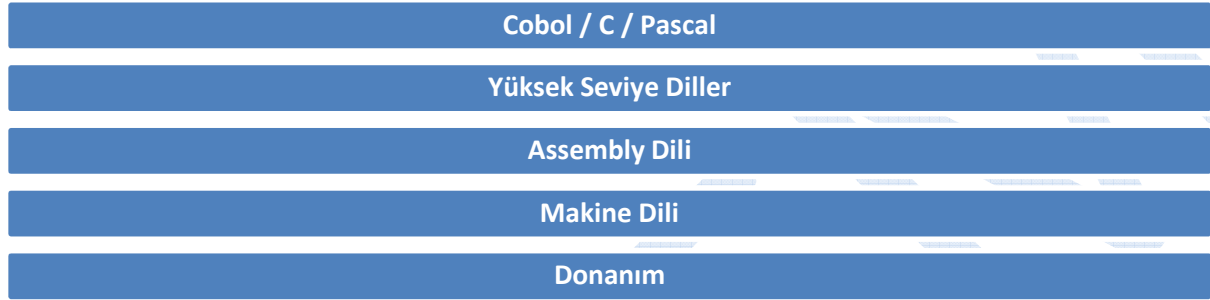 Cobol / C / Pascal
Yüksek Seviye Diller
Assembly Dili
Makine Dili
Donanım